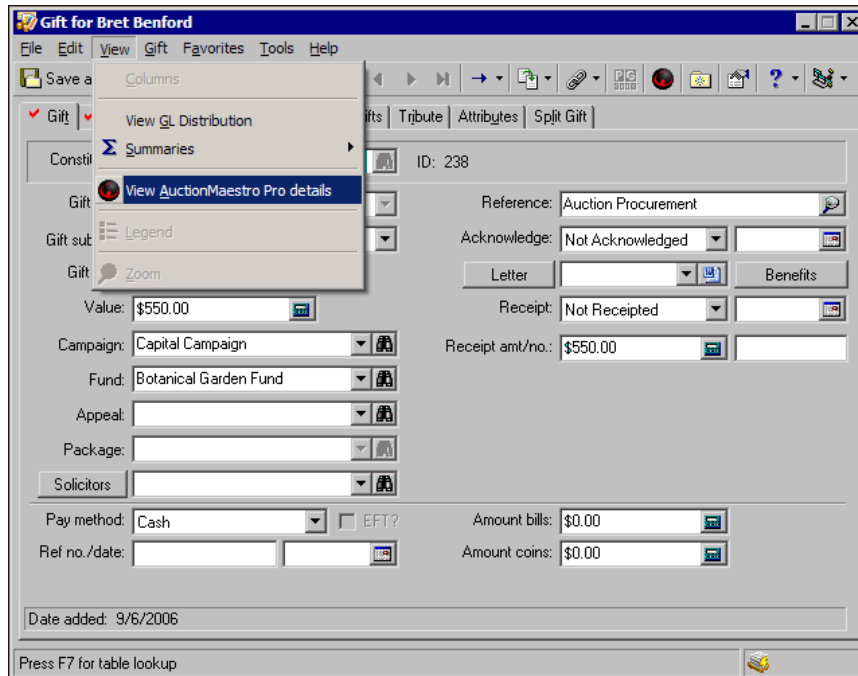 Gift for Bret Benford
File Edit View Gift Favorites Tools Help
Save a
Columns
View GL Distribution
Summaries
View AuctionMaestro Pro details
Legend
Zoom
Gift ifts Tribute Attributes Split Gift
Constit ID: 238
Gift Reference: Auction Procurement
Gift sub Acknowledge: Not Acknowledged
Gift Letter Benefits
Value: $550.00 Receipt: Not Receipted
Campaign: Capital Campaign Receipt amt/no.: $550.00
Fund: Botanical Garden Fund
Appeal:
Package:
Solicitors
Pay method: Cash EFT? Amount bills: $0.00
Ref no./date: Amount coins: $0.00
Date added: 9/6/2006
Press F7 for table lookup